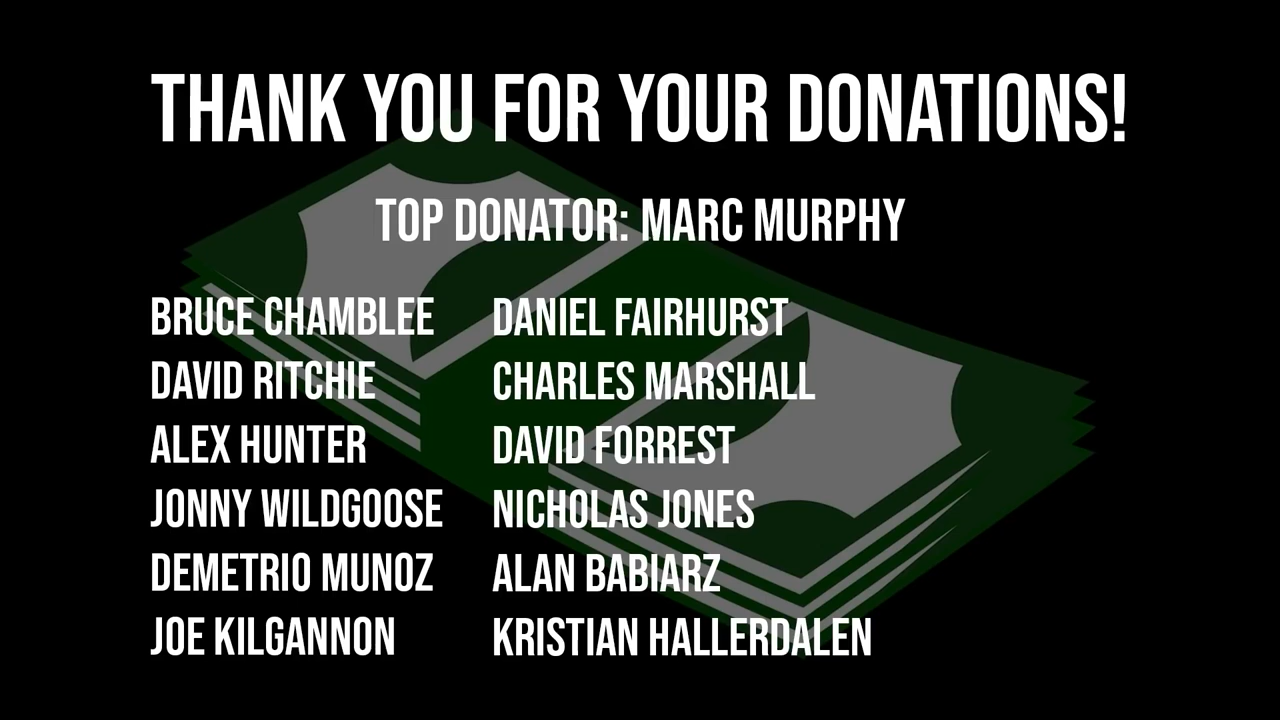 THANK YOU FOR YOUR DONATIONS!
TOP DONATOR: MARC MURPHY
BRUCE CHAMBLEE
DAVID RITCHIE
ALEX HUNTER
JONNY WILDGOOSE
DEMETRIO MUNOZ
JOE KILGANNON
DANIEL FAIRHURST
CHARLES MARSHALL
DAVID FORREST
NICHOLAS JONES
ALAN BABIARZ
KRISTIAN HALLERDALEN